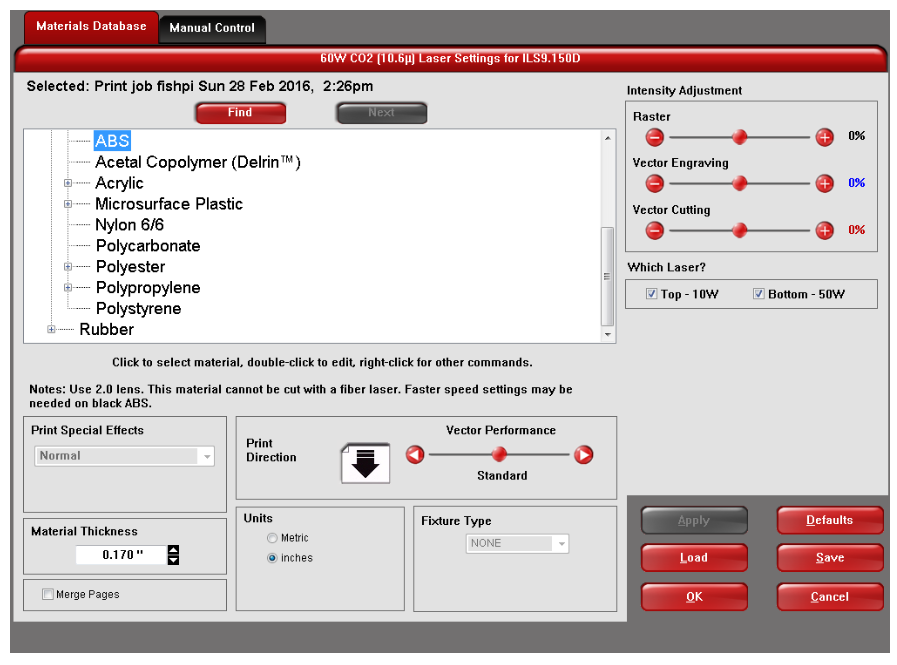 Materials Database
Manual Control
60W CO2 (10.6µ) Laser Settings for ILS9.150D
Selected: Print job fishpi Sun 28 Feb 2016, 2:26pm
Find
Next
ABS
Acetal Copolymer (Delrin™)
Acrylic
Microsurface Plastic
Nylon 6/6
Polycarbonate
Polyester
Polypropylene
Polystyrene
Rubber
Click to select material, double-click to edit, right-click for other commands.
Notes: Use 2.0 lens. This material cannot be cut with a fiber laser. Faster speed settings may be
needed on black ABS.
Intensity Adjustment
Raster
0%
Vector Engraving
0%
Vector Cutting
0%
Which Laser?
Top - 10W
Bottom - 50W
Print Special Effects
Normal
Print
Direction
Vector Performance
Standard
Material Thickness
0.170 "
Merge Pages
Units
Metric
inches
Fixture Type
NONE
Apply
Defaults
Load
Save
OK
Cancel